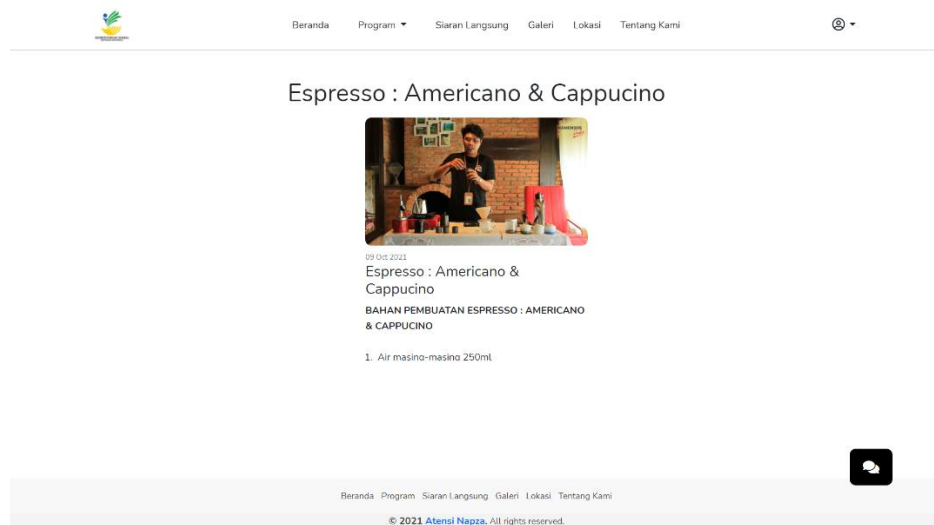 Beranda Program Siaran Langsung Galeri Lokasi Tentang Kami
Espresso : Americano & Cappucino
09 Oct 2021
Espresso : Americano &
Cappucino
BAHAN PEMBUATAN ESPRESSO : AMERICANO
& CAPPUCINO
1. Air masing-masing 250ml
Beranda Program Siaran Langsung Galeri Lokasi Tentang Kami
© 2021 Atensi Napza. All rights reserved.